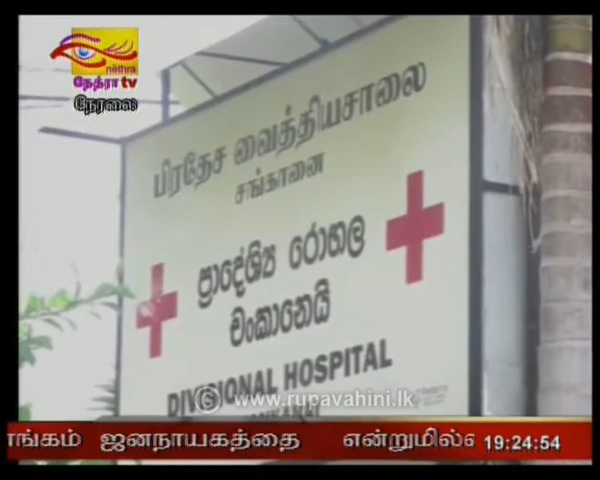 nethra
நேத்ரா tv
நேரலை
பிரதேச வைத்தியசாலை
சங்கானை
ප්‍රාදේශීය රෝහල
චංකානෙයි
DIVISIONAL HOSPITAL
© www.rupavahini.lk
ாங்கம் ஜனநாயகத்தை என்றுமில்
19:24:54